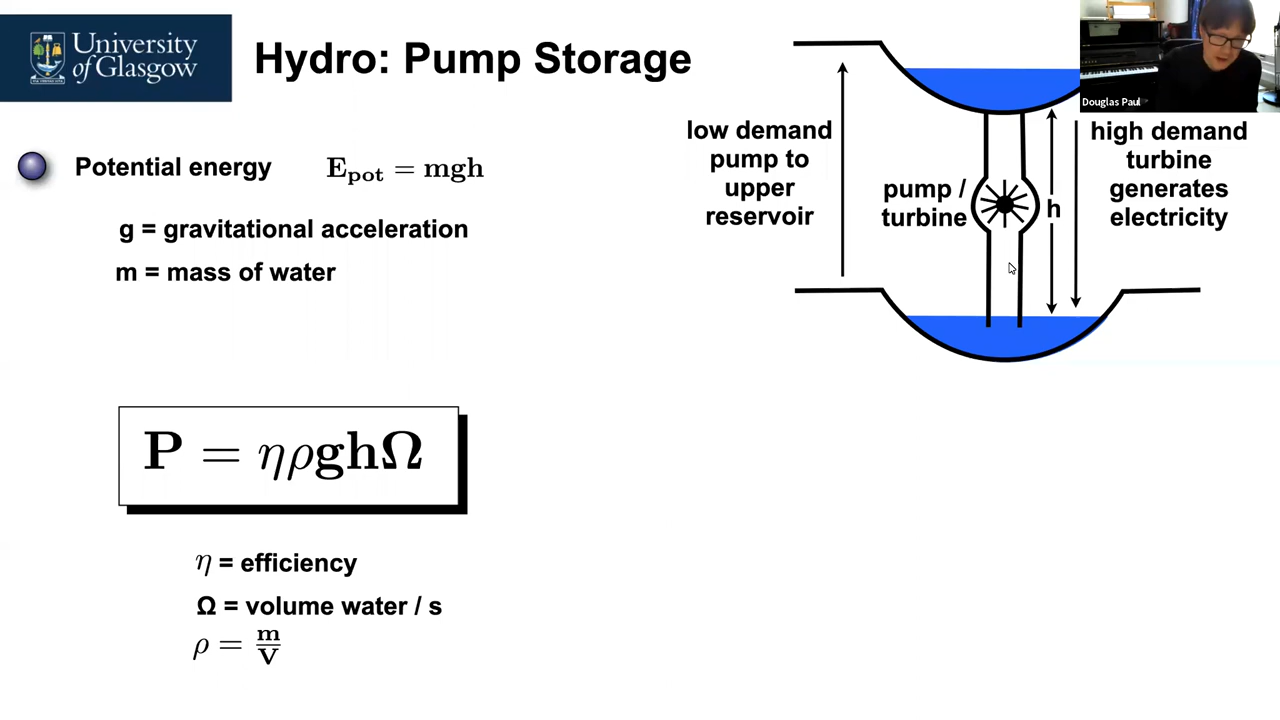 University
of Glasgow
Hydro: Pump Storage
Douglas Paul
Potential energy E_pot = mgh
g = gravitational acceleration
m = mass of water
low demand
pump to
upper
reservoir
pump /
turbine
h
high demand
turbine
generates
electricity
P = ηρghΩ
η = efficiency
Ω = volume water / s
ρ = m/V